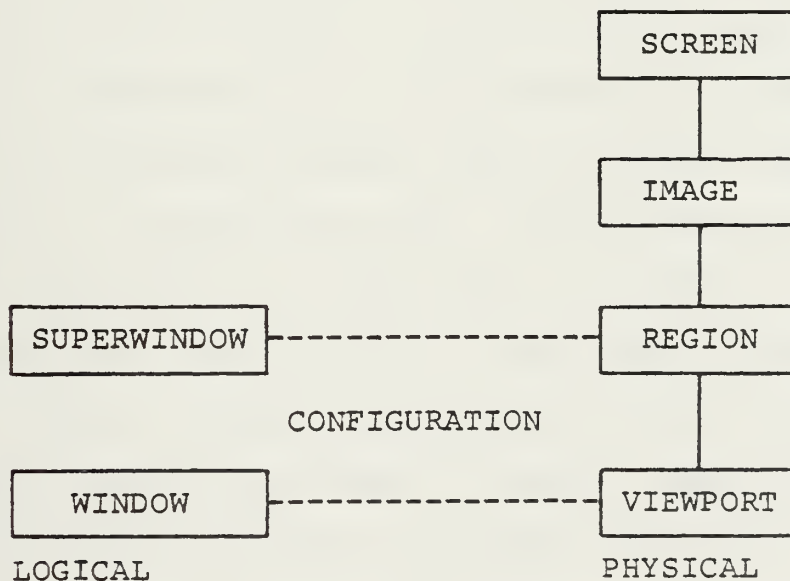 SCREEN
IMAGE
SUPERWINDOW
REGION
CONFIGURATION
WINDOW
VIEWPORT
LOGICAL
PHYSICAL